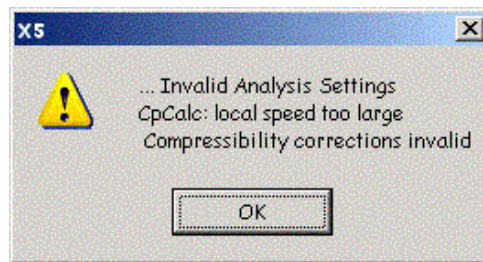 X5
... Invalid Analysis Settings
CpCalc: local speed too large
Compressibility corrections invalid
OK